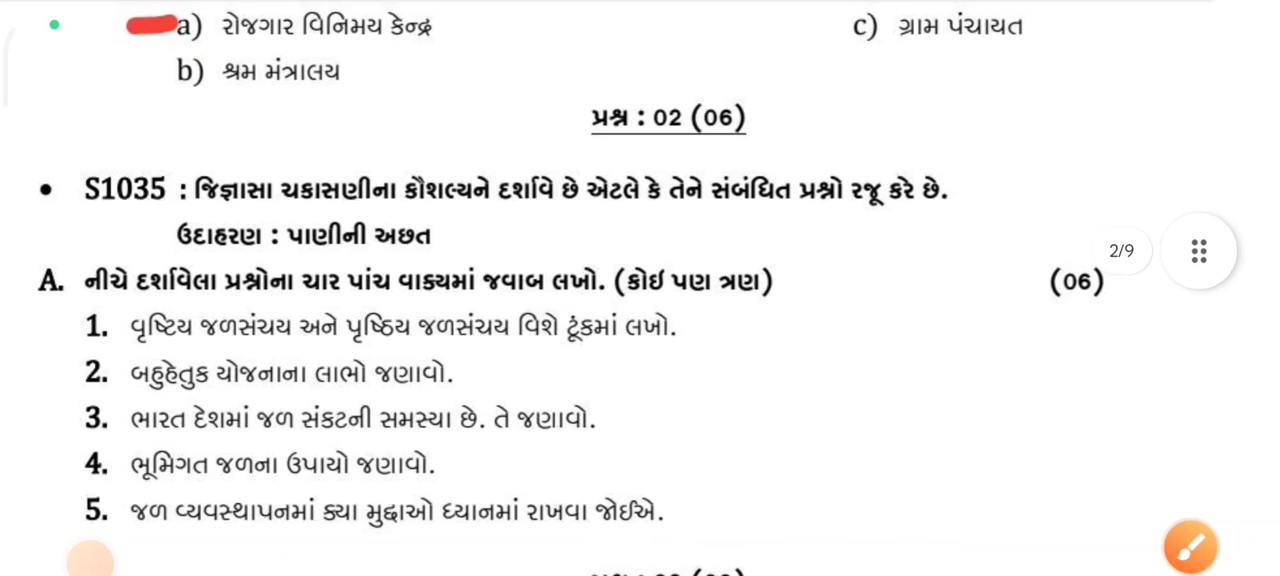 a) રોજગાર વિનિમય કેન્દ્ર
c) ગ્રામ પંચાયત
b) શ્રમ મંત્રાલય
પ્રશ્ન : 02 (06)
• S1035 : જિજ્ઞાસા ચકાસણીના કૌશલ્યને દર્શાવે છે એટલે કે તેને સંબંધિત પ્રશ્નો રજૂ કરે છે.
ઉદાહરણ : પાણીની અછત
2/9
A. નીચે દર્શાવેલા પ્રશ્નોના ચાર પાંચ વાક્યમાં જવાબ લખો. (કોઈ પણ ત્રણ) (06)
1. વૃષ્ટિય જળસંચય અને પૃષ્ઠિય જળસંચય વિશે ટૂંકમાં લખો.
2. બહુહેતુક યોજનાના લાભો જણાવો.
3. ભારત દેશમાં જળ સંકટની સમસ્યા છે. તે જણાવો.
4. ભૂમિગત જળના ઉપાયો જણાવો.
5. જળ વ્યવસ્થાપનમાં ક્યા મુદ્દાઓ ધ્યાનમાં રાખવા જોઈએ.